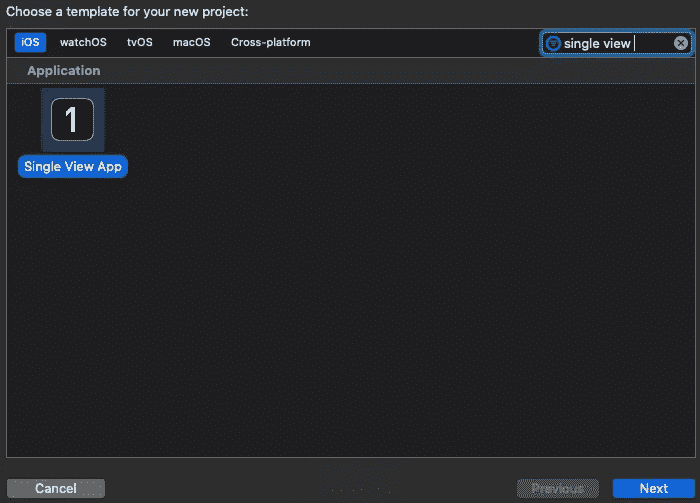 Choose a template for your new project:
iOS watchOS tvOS macOS Cross-platform single view
Application
1
Single View App
Cancel Previous Next